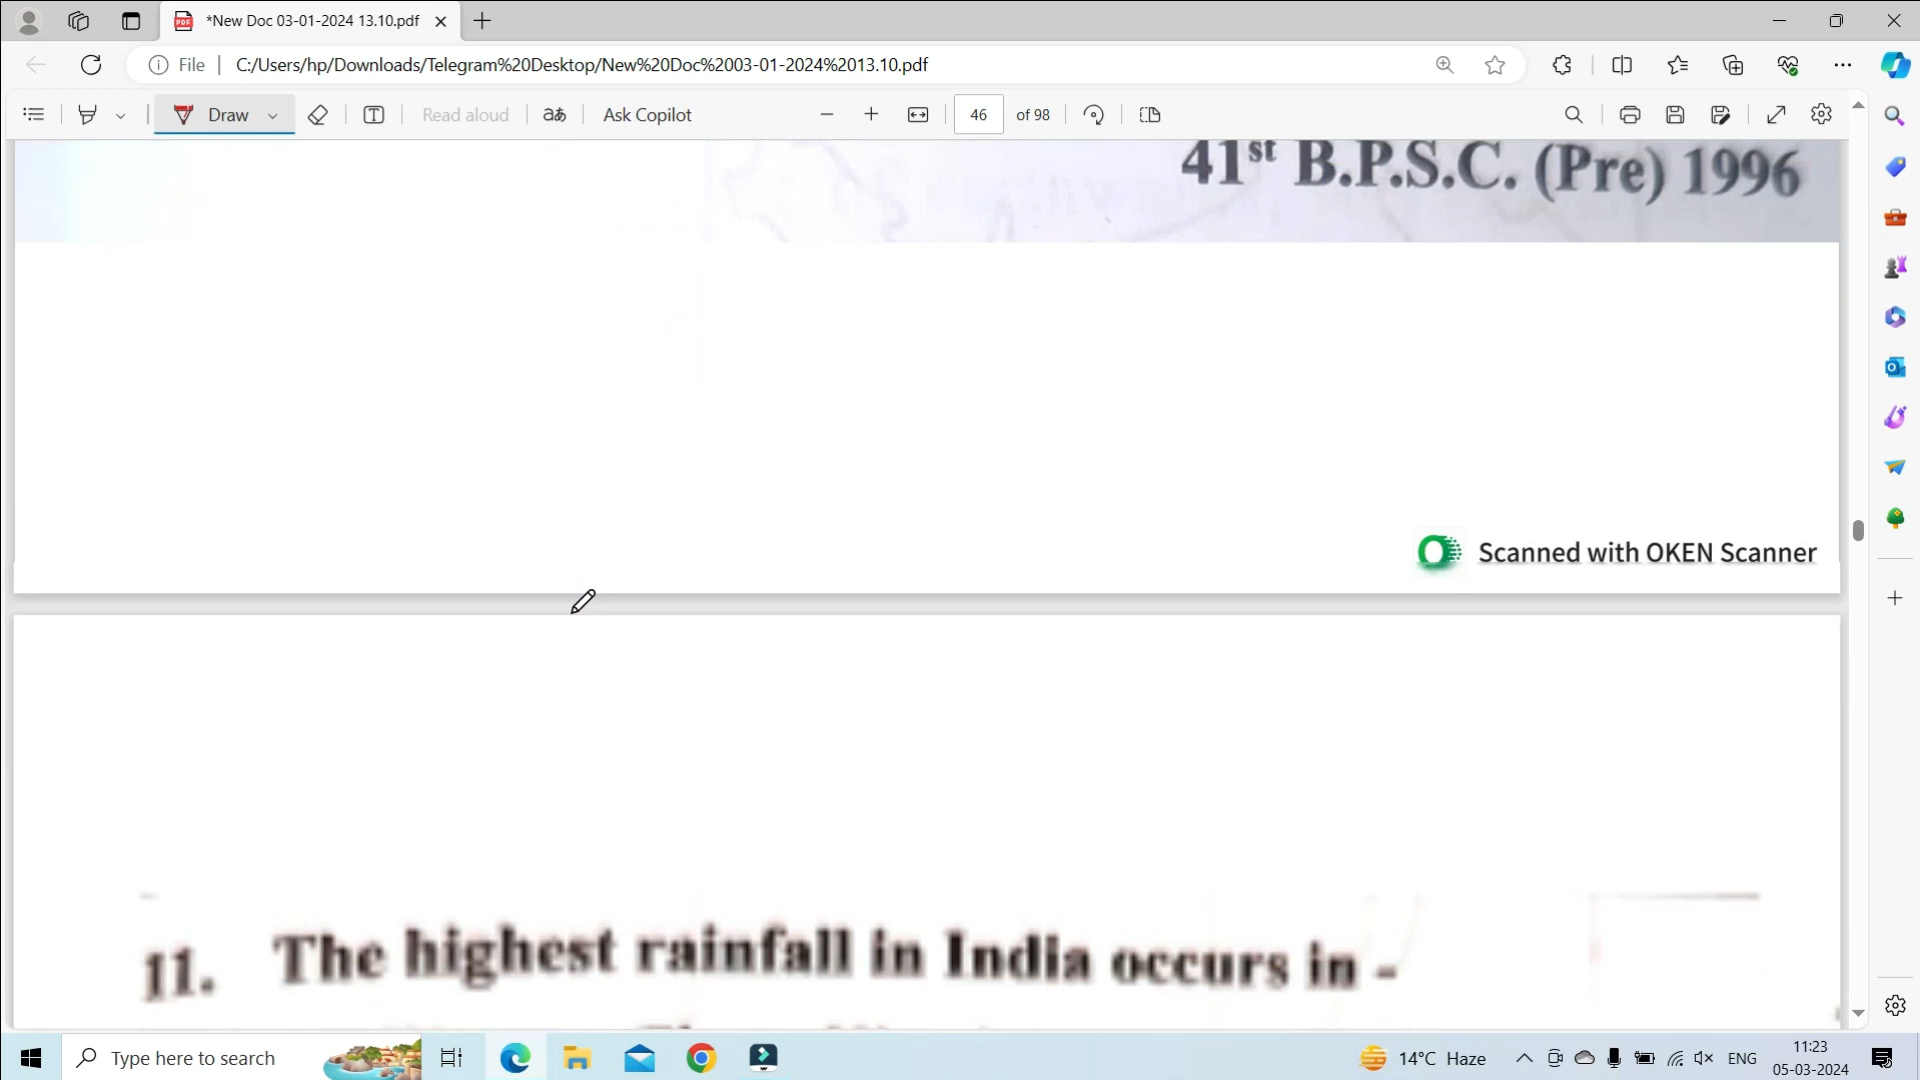 *New Doc 03-01-2024 13.10.pdf
File
C:/Users/hp/Downloads/Telegram%20Desktop/New%20Doc%2003-01-2024%2013.10.pdf
Draw
Read aloud
aあ
Ask Copilot
46
of 98
41st B.P.S.C. (Pre) 1996
Scanned with OKEN Scanner
11. The highest rainfall in India occurs in -
Type here to search
14°C Haze
ENG
11:23
05-03-2024